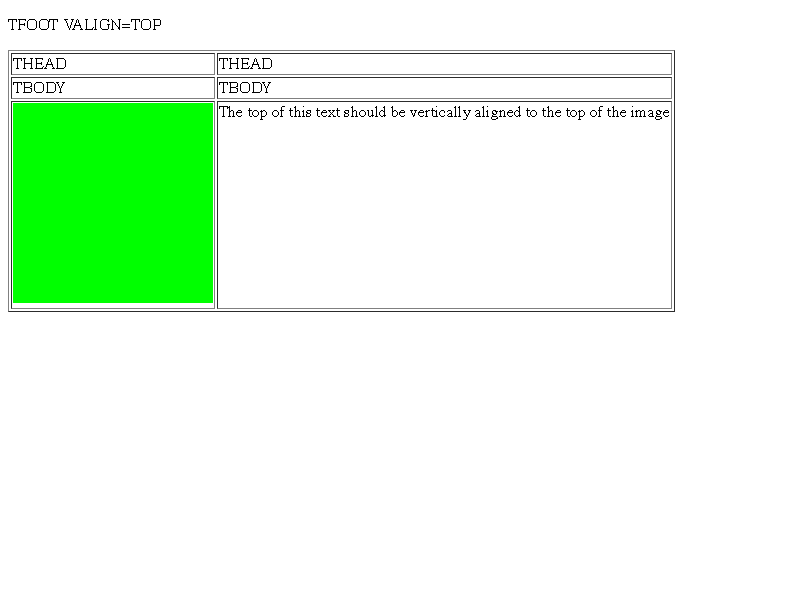 TFOOT VALIGN=TOP
THEAD THEAD
TBODY TBODY
The top of this text should be vertically aligned to the top of the image